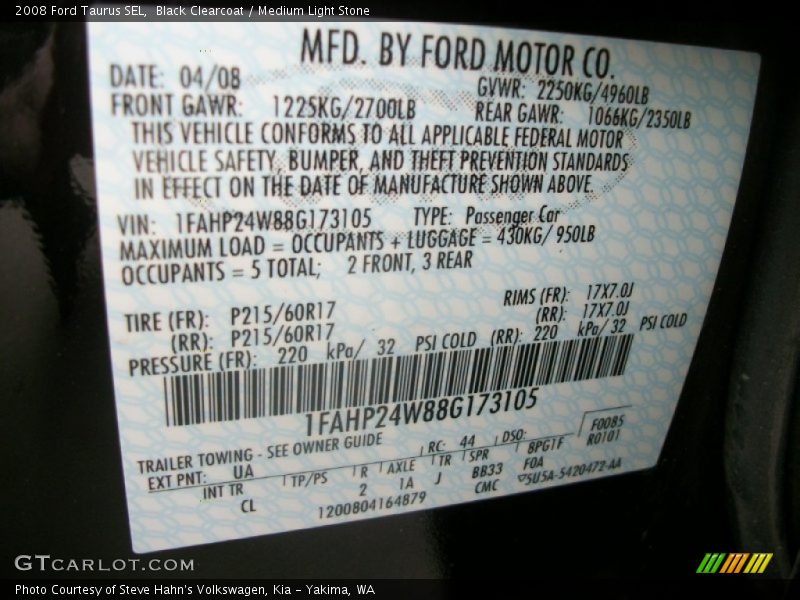 2008 Ford Taurus SEL,  Black Clearcoat / Medium Light Stone
MFD. BY FORD MOTOR CO.
DATE: 04/08 GVWR: 2250KG/4960LB
FRONT GAWR: 1225KG/2700LB REAR GAWR: 1066KG/2350LB
THIS VEHICLE CONFORMS TO ALL APPLICABLE FEDERAL MOTOR
VEHICLE SAFETY, BUMPER, AND THEFT PREVENTION STANDARDS
IN EFFECT ON THE DATE OF MANUFACTURE SHOWN ABOVE.
VIN: 1FAHP24W88G173105 TYPE: Passenger Car
MAXIMUM LOAD = OCCUPANTS + LUGGAGE = 430KG/ 950LB
OCCUPANTS = 5 TOTAL; 2 FRONT, 3 REAR
TIRE (FR): P215/60R17 RIMS (FR): 17X7.0J
(RR): P215/60R17 (RR): 17X7.0J
PRESSURE (FR): 220 kPa/ 32 PSI COLD (RR): 220 kPa/ 32 PSI COLD
1FAHP24W88G173105
TRAILER TOWING - SEE OWNER GUIDE RC: 44 DSO: F0085
EXT PNT: UA R0101
INT TR TP/PS R AXLE TR SPR 8PG1F
CL 2 1A J BB33 FOA
1200804164879 CMC ▽5U5A-5420472-AA
GTCARLOT.COM
Photo Courtesy of Steve Hahn's Volkswagen, Kia – Yakima, WA